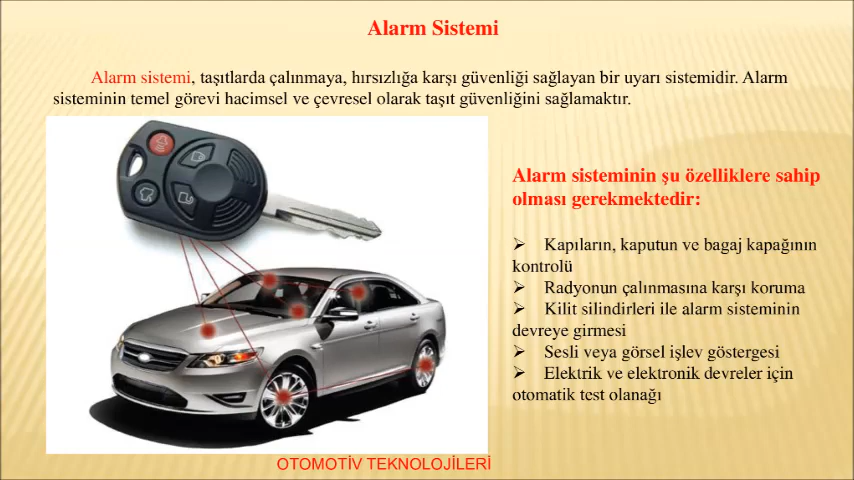 Alarm Sistemi
Alarm sistemi, taşıtlarda çalınmaya, hırsızlığa karşı güvenliği sağlayan bir uyarı sistemidir. Alarm
sisteminin temel görevi hacimsel ve çevresel olarak taşıt güvenliğini sağlamaktır.
Alarm sisteminin şu özelliklere sahip
olması gerekmektedir:
➢ Kapıların, kaputun ve bagaj kapağının
kontrolü
➢ Radyonun çalınmasına karşı koruma
➢ Kilit silindirleri ile alarm sisteminin
devreye girmesi
➢ Sesli veya görsel işlev göstergesi
➢ Elektrik ve elektronik devreler için
otomatik test olanağı
OTOMOTİV TEKNOLOJİLERİ